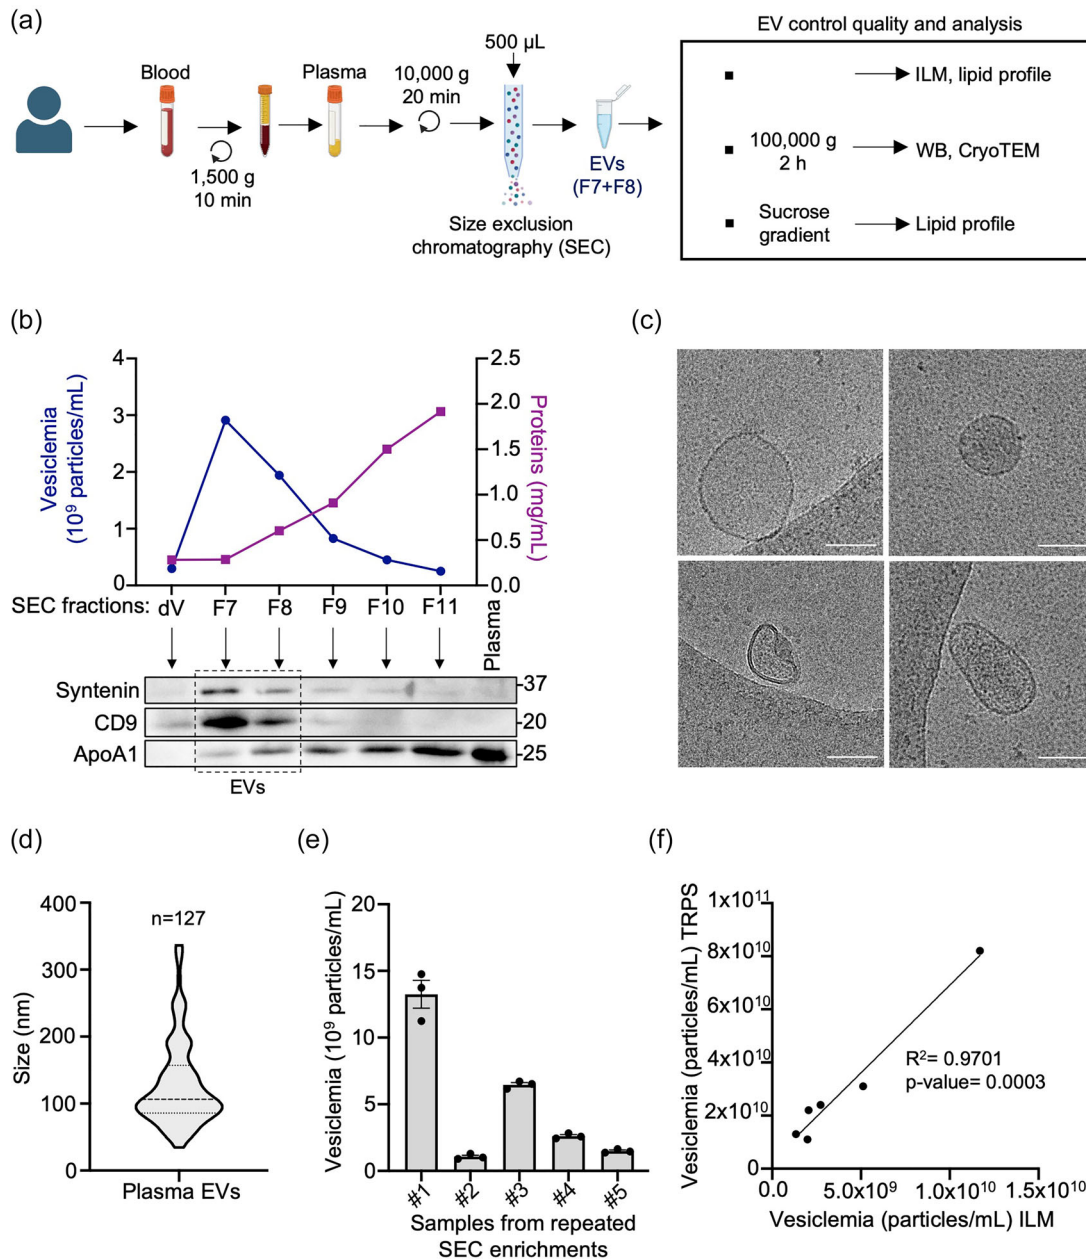 (a)
EV control quality and analysis
Blood
Plasma
10,000 g
20 min
500 µL
1,500 g
10 min
EVs
(F7+F8)
Size exclusion
chromatography (SEC)
ILM, lipid profile
100,000 g
2 h
WB, CryoTEM
Sucrose
gradient
Lipid profile
(b)
Vesiclemia
(10⁹ particles/mL)
4
3
2
1
0
2.5
2.0
1.5
1.0
0.5
0.0
Proteins (mg/mL)
SEC fractions: dV F7 F8 F9 F10 F11 Plasma
Syntenin -37
CD9 -20
ApoA1 -25
EVs
(c)
(d)
Size (nm)
400
300
200
100
0
n=127
Plasma EVs
(e)
Vesiclemia (10⁹ particles/mL)
20
15
10
5
0
#1 #2 #3 #4 #5
Samples from repeated
SEC enrichments
(f)
Vesiclemia (particles/mL) TRPS
1x10¹¹
8x10¹⁰
6x10¹⁰
4x10¹⁰
2x10¹⁰
0
R²= 0.9701
p-value= 0.0003
0.0 5.0x10⁹ 1.0x10¹⁰ 1.5x10¹⁰
Vesiclemia (particles/mL) ILM